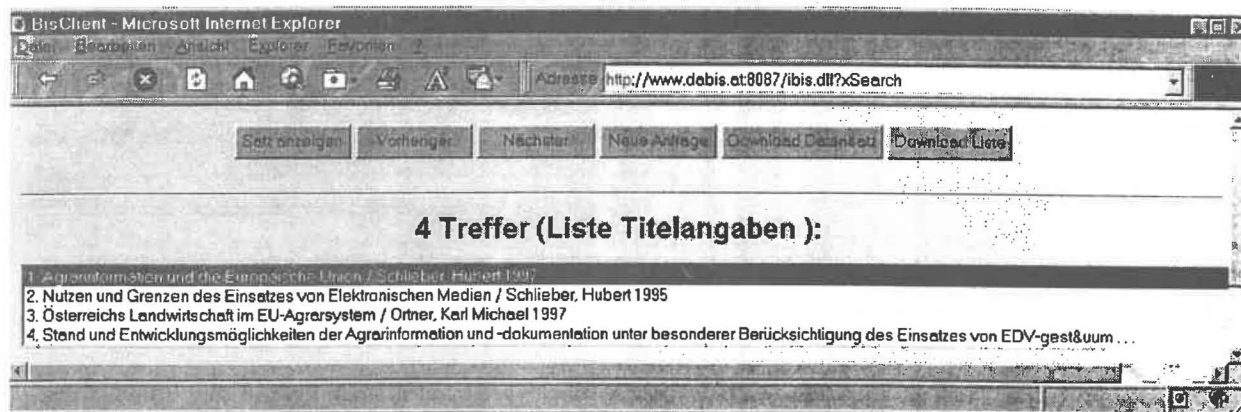 BisClient - Microsoft Internet Explorer
Datei Bearbeiten Ansicht Explorer Favoriten ?
Adresse http://www.dabis.at:8087/ibis.dll?xSearch
Satz anzeigen Vorheriger Nächster Neue Anfrage Download Datensatz Download Liste
4 Treffer (Liste Titelangaben ):
1. Agrarinformation und die Europäische Union / Schlieber, Hubert 1997
2. Nutzen und Grenzen des Einsatzes von Elektronischen Medien / Schlieber, Hubert 1995
3. Österreichs Landwirtschaft im EU-Agrarsystem / Ortner, Karl Michael 1997
4. Stand und Entwicklungsmöglichkeiten der Agrarinformation und -dokumentation unter besonderer Berücksichtigung des Einsatzes von EDV-gest&uum ...